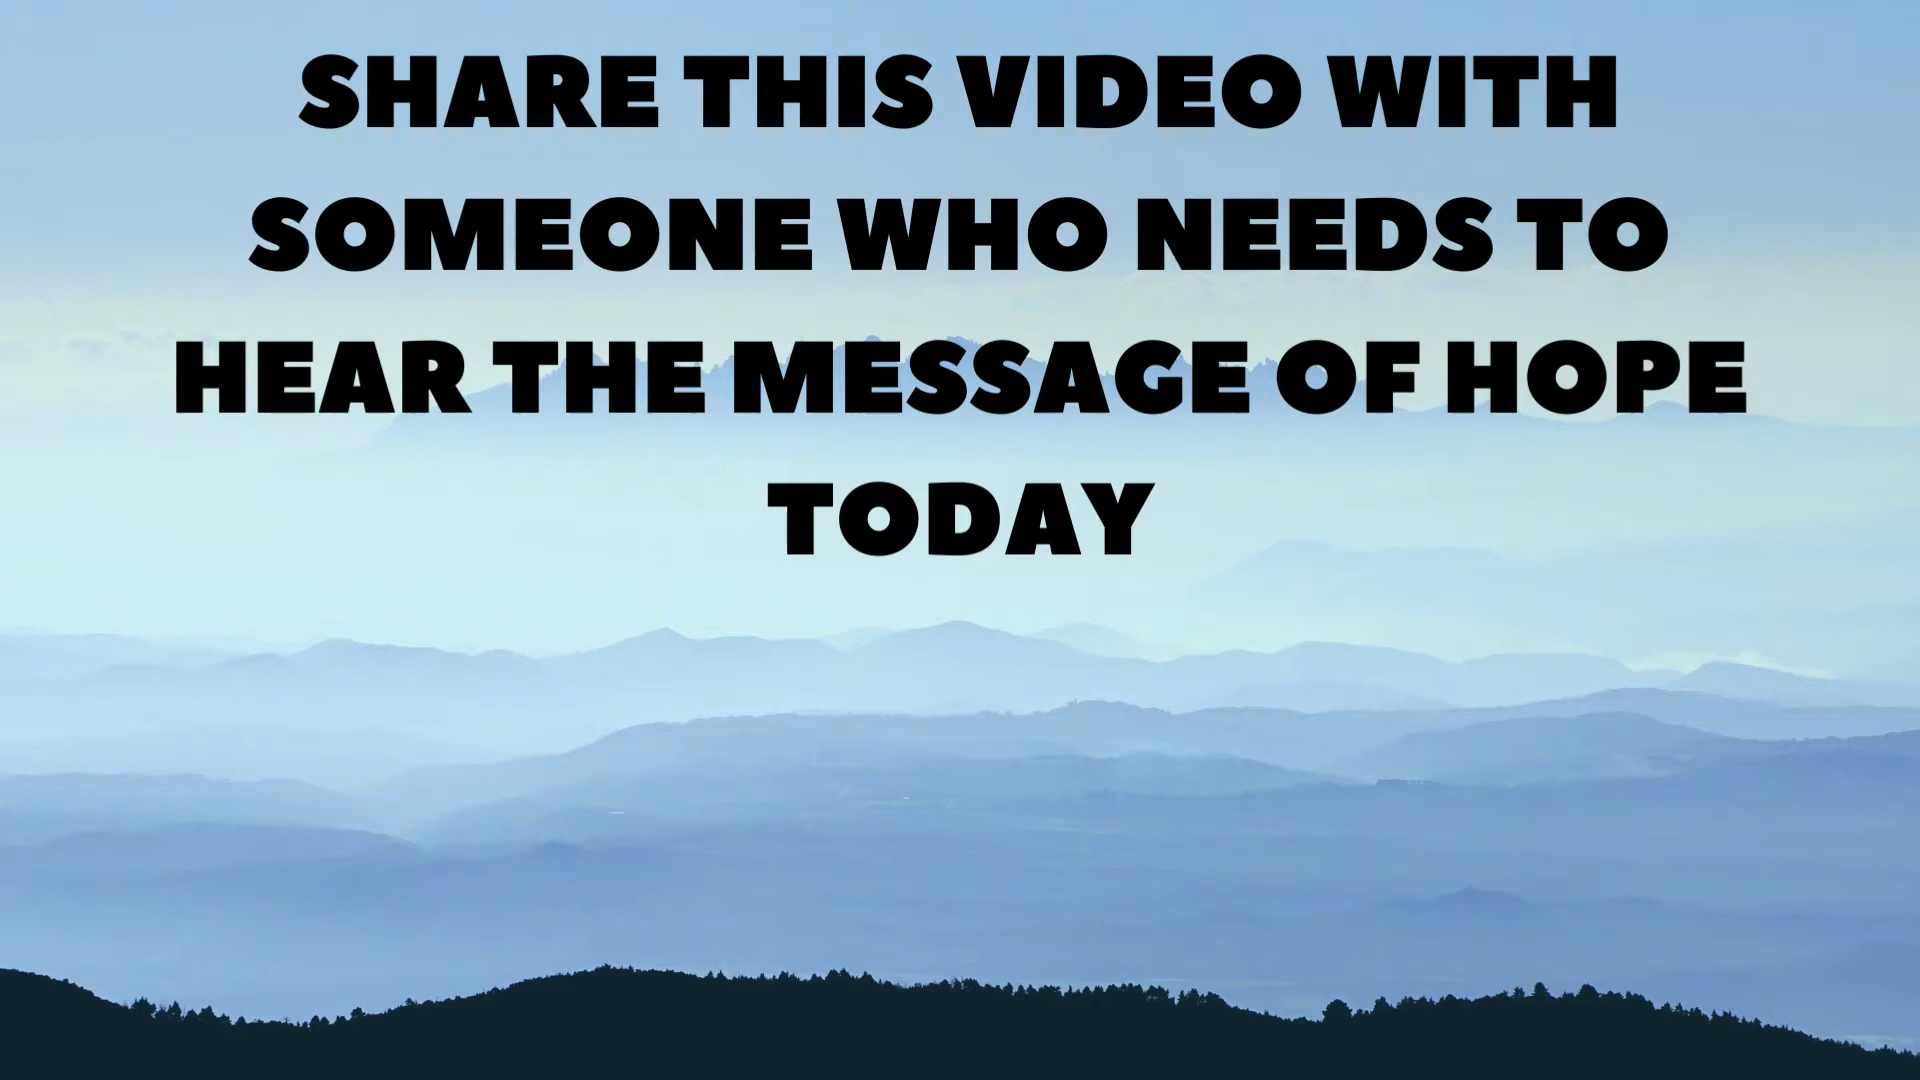 SHARE THIS VIDEO WITH
SOMEONE WHO NEEDS TO
HEAR THE MESSAGE OF HOPE
TODAY